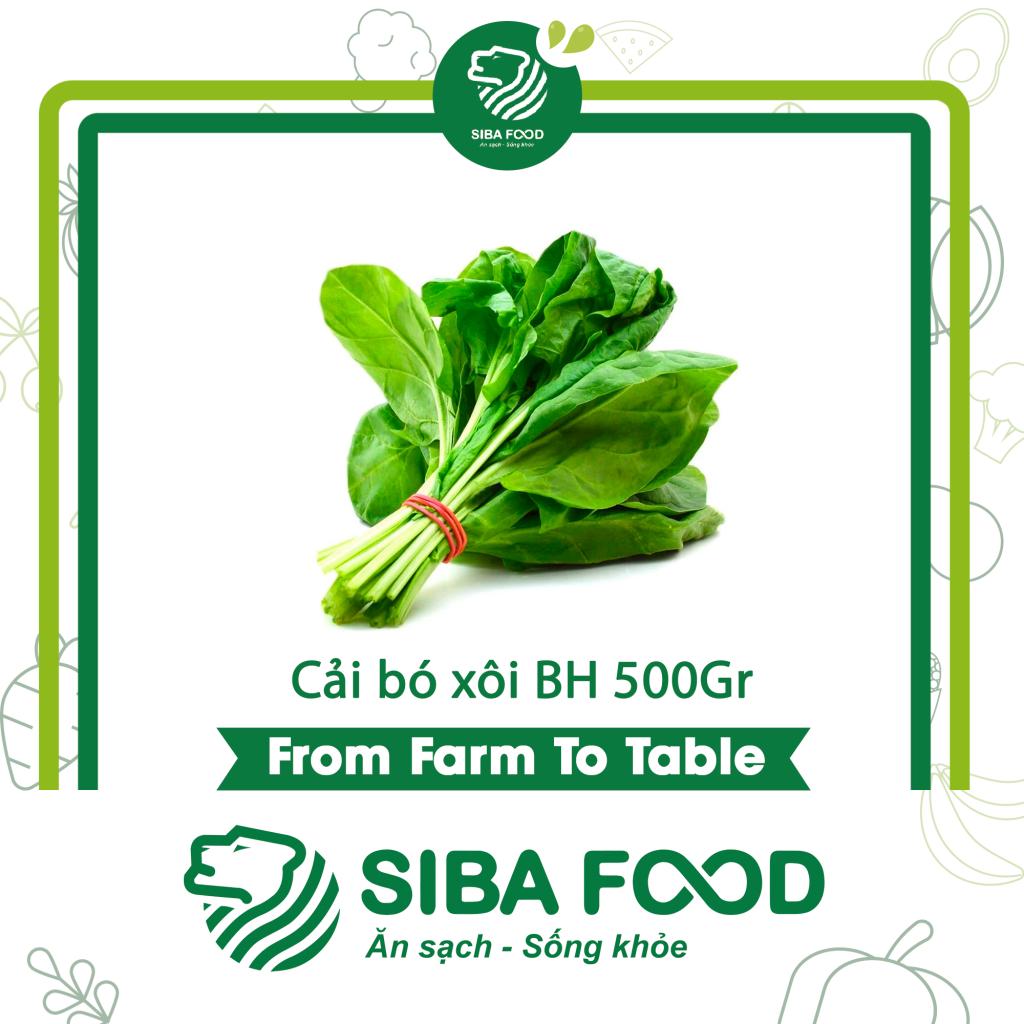 SIBA FOOD
Ăn sạch - Sống khỏe
Cải bó xôi BH 500Gr
From Farm To Table
SIBA FOOD
Ăn sạch - Sống khỏe